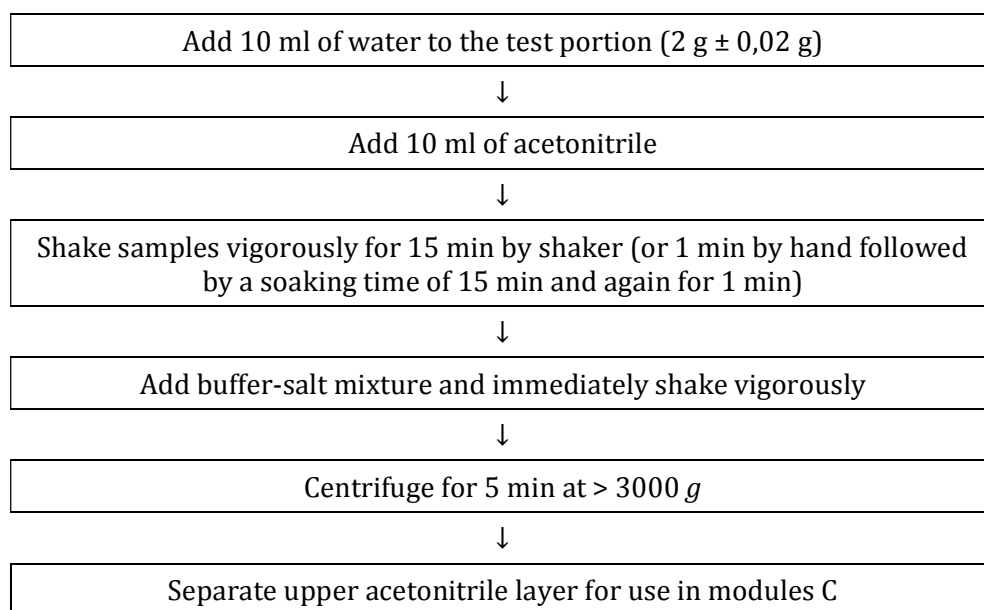 Add 10 ml of water to the test portion (2 g ± 0,02 g)
↓
Add 10 ml of acetonitrile
↓
Shake samples vigorously for 15 min by shaker (or 1 min by hand followed
by a soaking time of 15 min and again for 1 min)
↓
Add buffer-salt mixture and immediately shake vigorously
↓
Centrifuge for 5 min at > 3000 g
↓
Separate upper acetonitrile layer for use in modules C